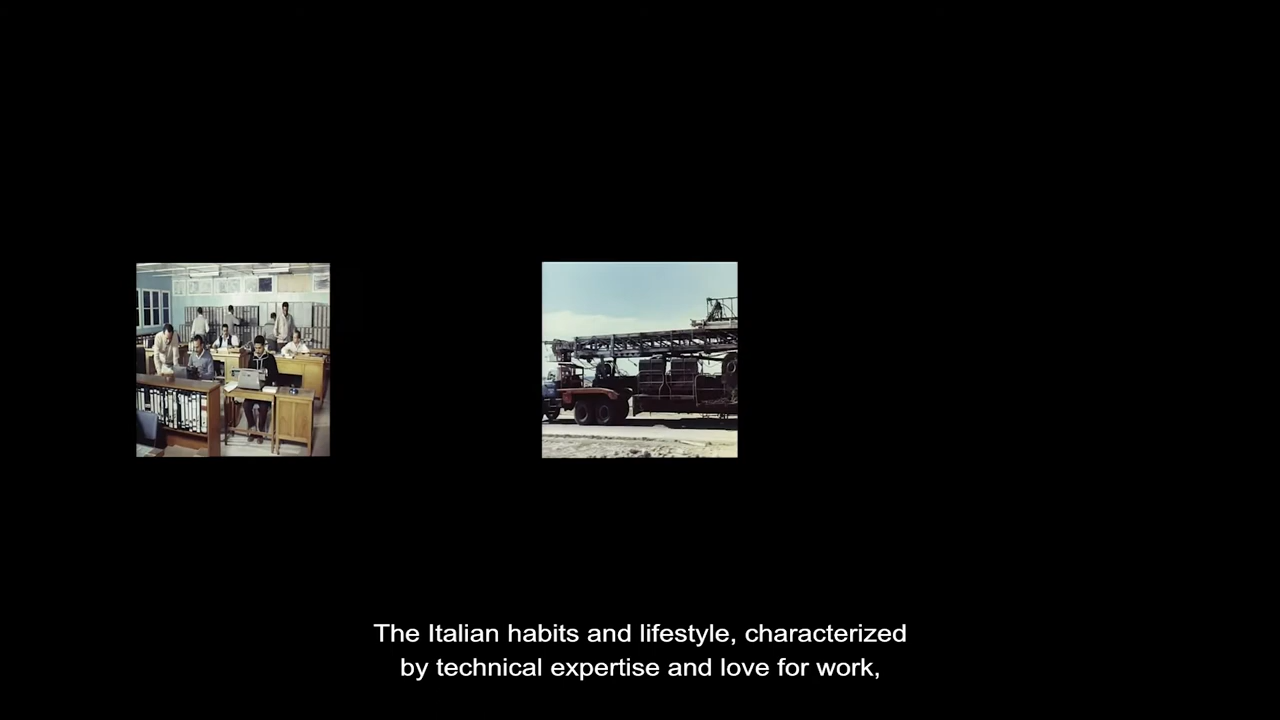 The Italian habits and lifestyle, characterized
by technical expertise and love for work,